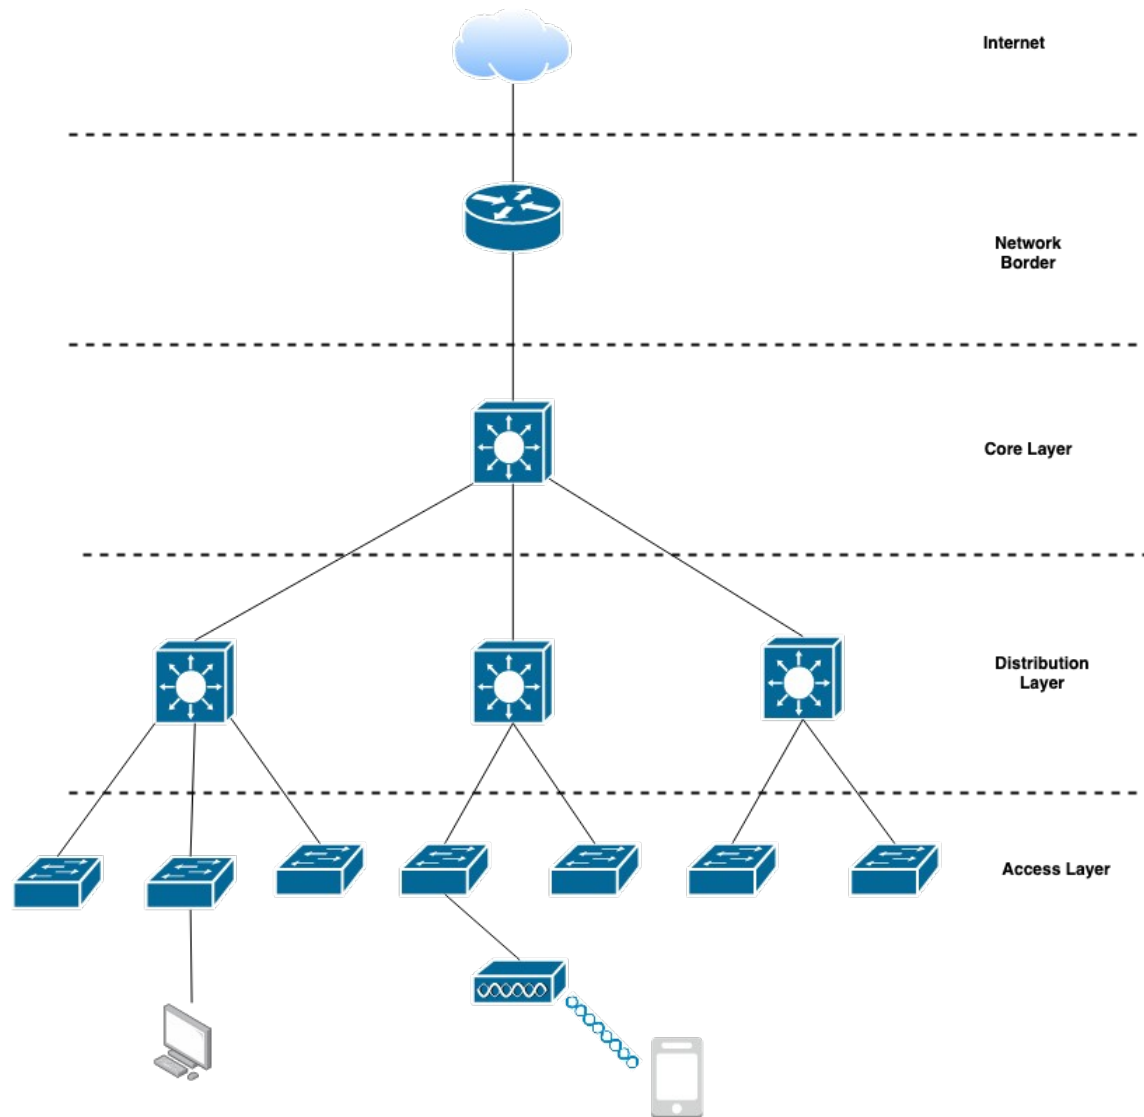 Internet
Network
Border
Core Layer
Distribution
Layer
Access Layer